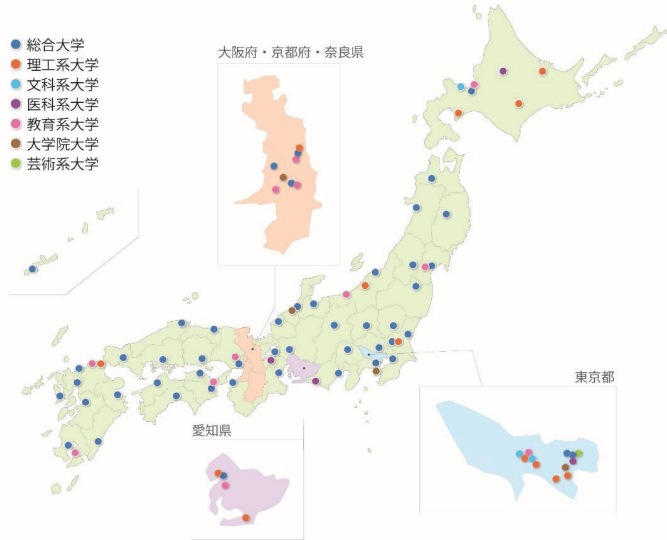 総合大学
理工系大学
文科系大学
医科系大学
教育系大学
大学院大学
芸術系大学
大阪府・京都府・奈良県
東京都
愛知県